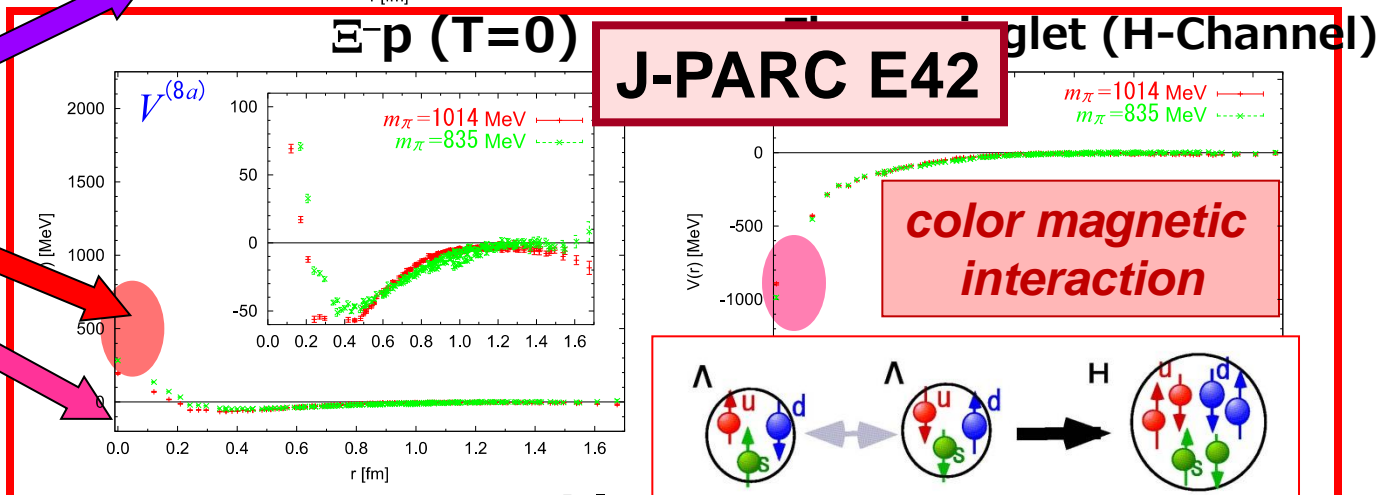 Ξ⁻p (T=0)
glet (H-Channel)
J-PARC E42
V(8a)
mπ=1014 MeV
mπ=835 MeV
100
50
0
-50
0.0 0.2 0.4 0.6 0.8 1.0 1.2 1.4 1.6
2000
1500
1000
500
0
[MeV]
0.0 0.2 0.4 0.6 0.8 1.0 1.2 1.4 1.6
r [fm]
mπ=1014 MeV
mπ=835 MeV
0
-500
-1000
V(r) [MeV]
color magnetic
interaction
Λ
u
d
s
Λ
u
d
s
H
u
d
s